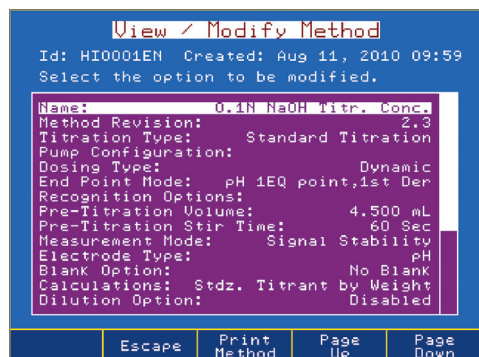 View / Modify Method
Id: HI0001EN Created: Aug 11, 2010 09:59
Select the option to be modified.
Name: 0.1N NaOH Titr. Conc.
Method Revision: 2.3
Titration Type: Standard Titration
Pump Configuration:
Dosing Type: Dynamic
End Point Mode: pH 1EQ point,1st Der
Recognition Options:
Pre-Titration Volume: 4.500 mL
Pre-Titration Stir Time: 60 Sec
Measurement Mode: Signal Stability
Electrode Type: pH
Blank Option: No Blank
Calculations: Stdz. Titrant by Weight
Dilution Option: Disabled
Escape Print Method Page Up Page Down